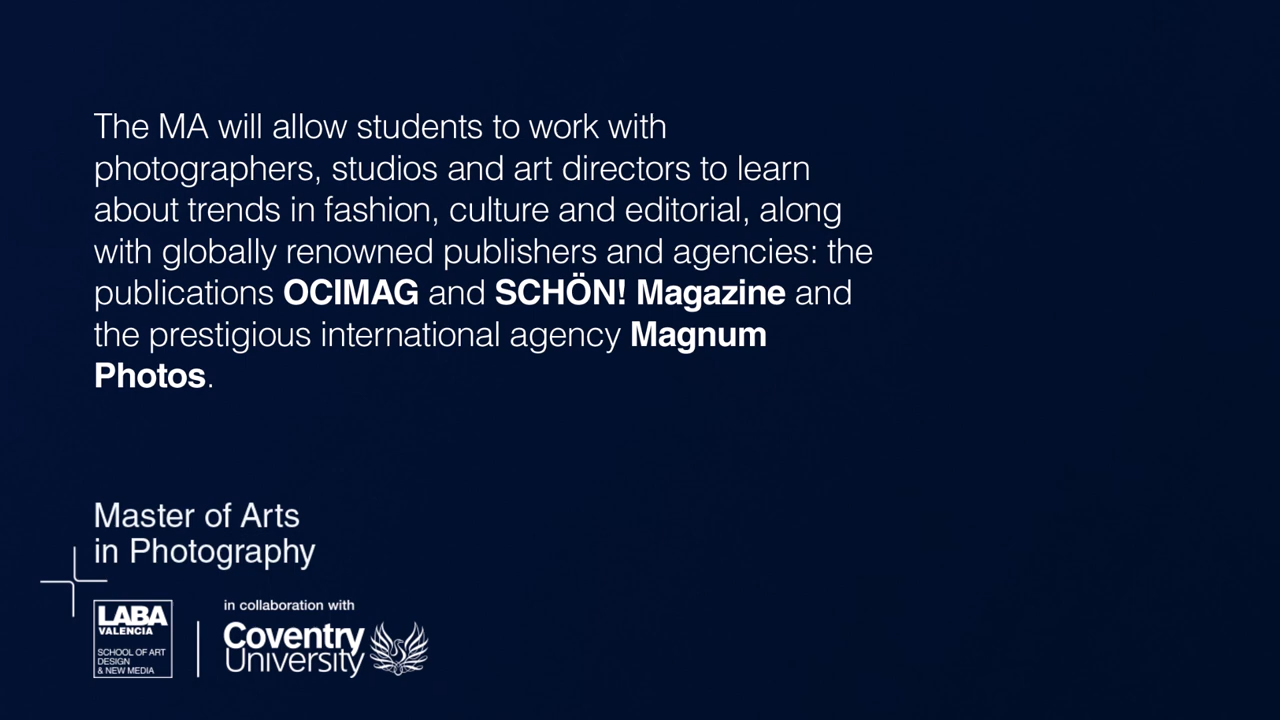 The MA will allow students to work with
photographers, studios and art directors to learn
about trends in fashion, culture and editorial, along
with globally renowned publishers and agencies: the
publications OCIMAG and SCHÖN! Magazine and
the prestigious international agency Magnum
Photos.
Master of Arts
in Photography
LABA
VALENCIA
SCHOOL OF ART
DESIGN
& NEW MEDIA
in collaboration with
Coventry
University